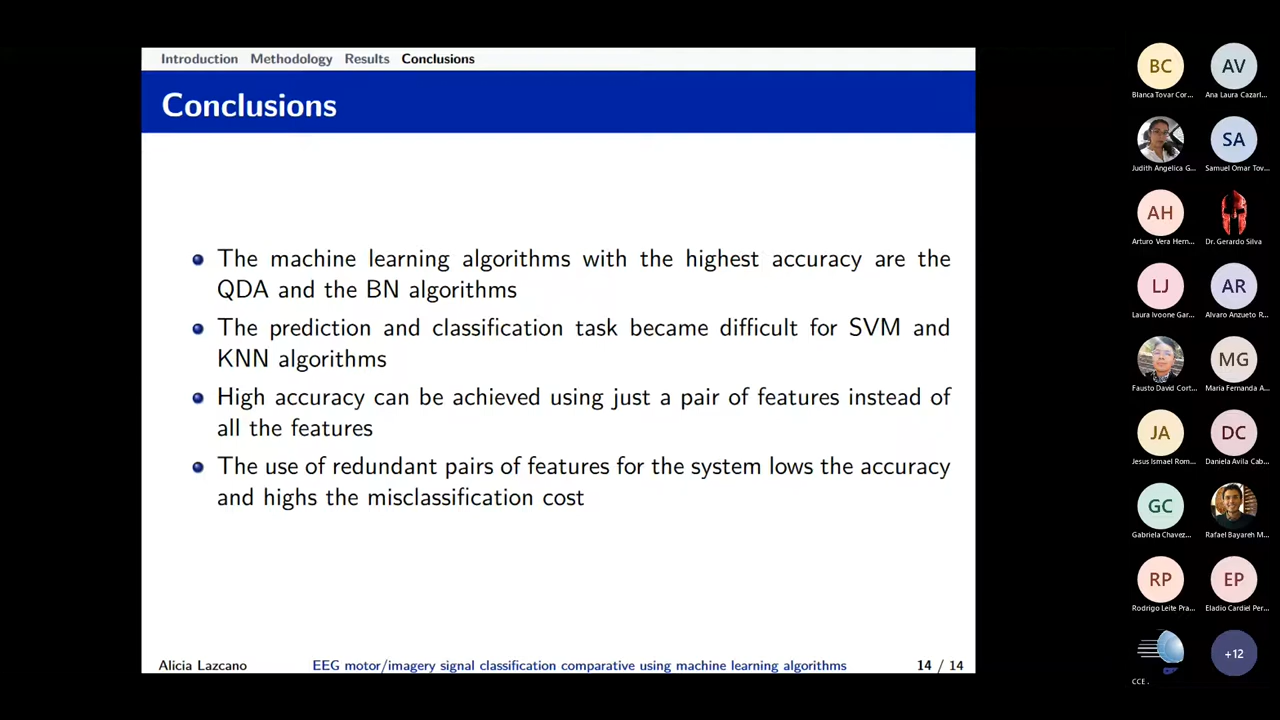 Introduction Methodology Results Conclusions
Conclusions
The machine learning algorithms with the highest accuracy are the
QDA and the BN algorithms
The prediction and classification task became difficult for SVM and
KNN algorithms
High accuracy can be achieved using just a pair of features instead of
all the features
The use of redundant pairs of features for the system lows the accuracy
and highs the misclassification cost
Alicia Lazcano EEG motor/imagery signal classification comparative using machine learning algorithms 14 / 14
BC AV
Blanca Tovar Cor... Ana Laura Cazarl...
SA
Judith Angelica G... Samuel Omar Tov...
AH
Arturo Vera Hern... Dr. Gerardo Silva
LJ AR
Laura Ivoone Gar... Alvaro Anzueto R...
MG
Fausto David Cort... Maria Fernanda A...
JA DC
Jesus Ismael Rom... Daniela Avila Cab...
GC
Gabriela Chavez... Rafael Bayareh M...
RP EP
Rodrigo Leite Pra... Eladio Cardiel Per...
+12
CCE .